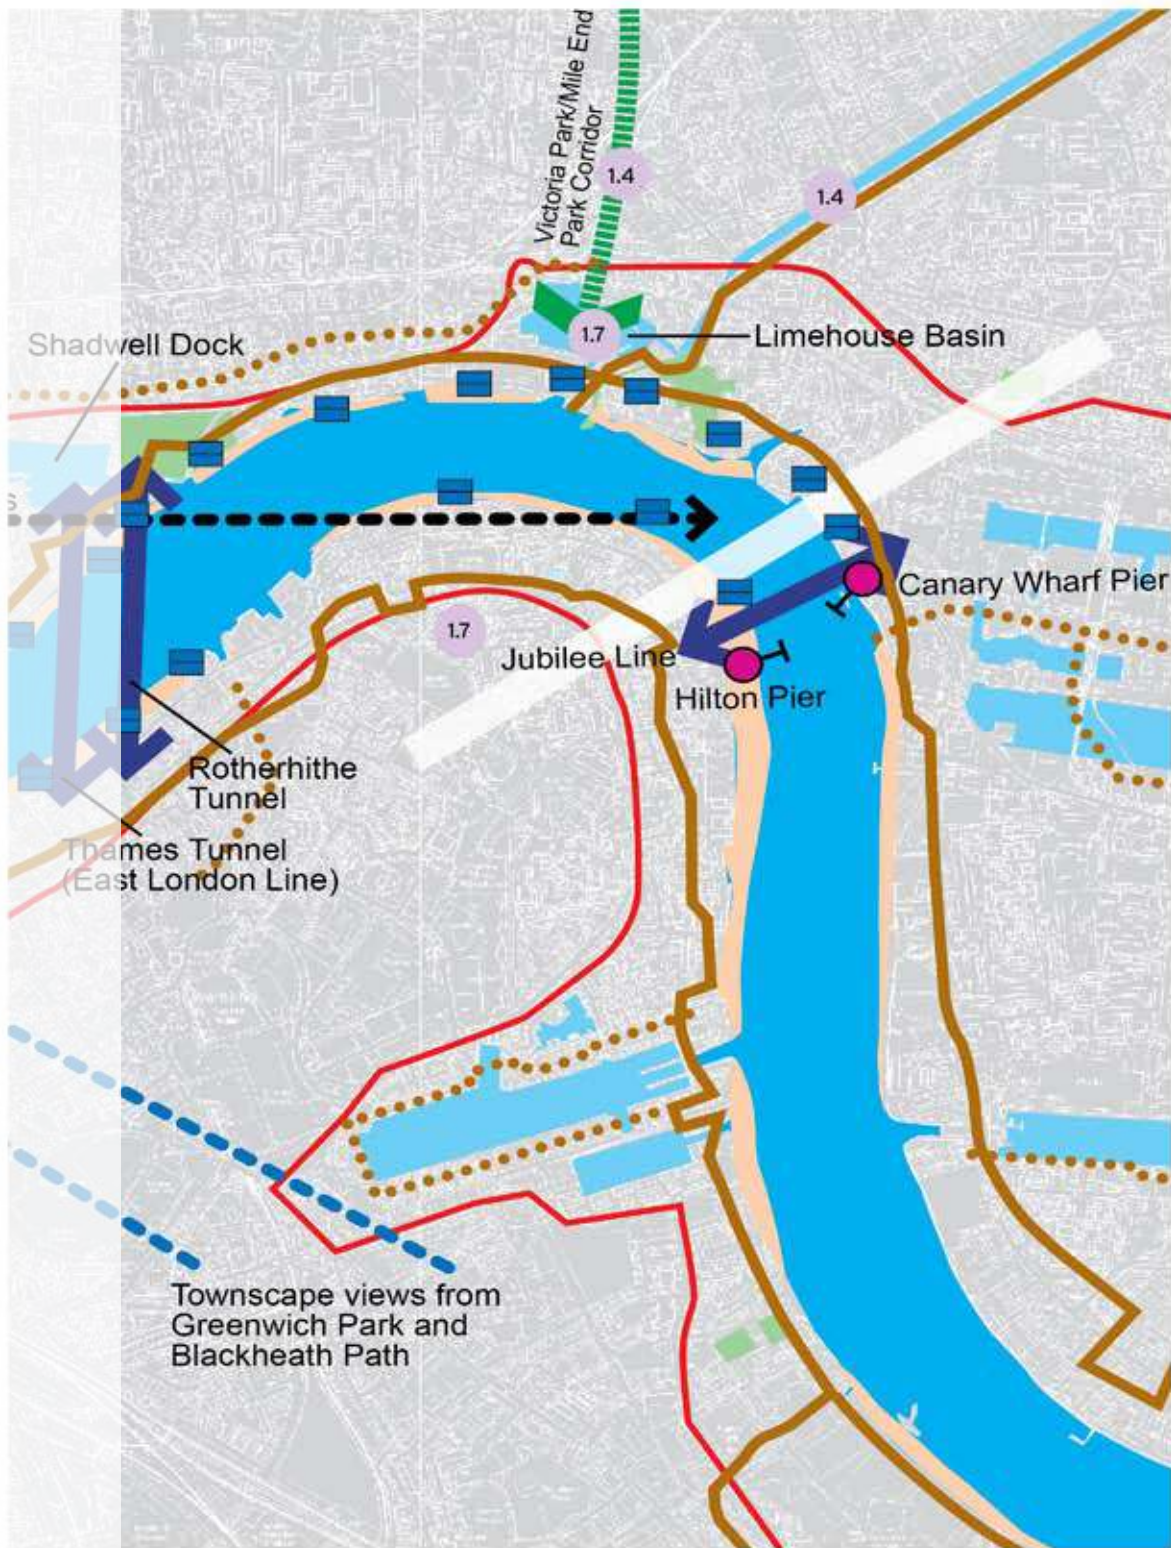 Victoria Park/Mile End
Park Corridor
1.4
1.4
1.7
Limehouse Basin
Shadwell Dock
s
Canary Wharf Pier
1.7
Jubilee Line
Hilton Pier
Rotherhithe
Tunnel
Thames Tunnel
(East London Line)
Townscape views from
Greenwich Park and
Blackheath Path